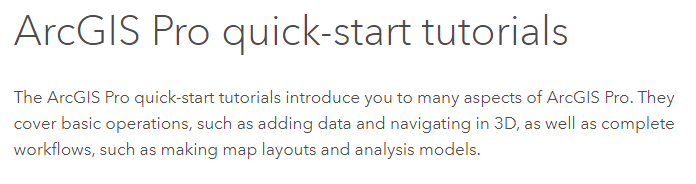 ArcGIS Pro quick-start tutorials
The ArcGIS Pro quick-start tutorials introduce you to many aspects of ArcGIS Pro. They
cover basic operations, such as adding data and navigating in 3D, as well as complete
workflows, such as making map layouts and analysis models.